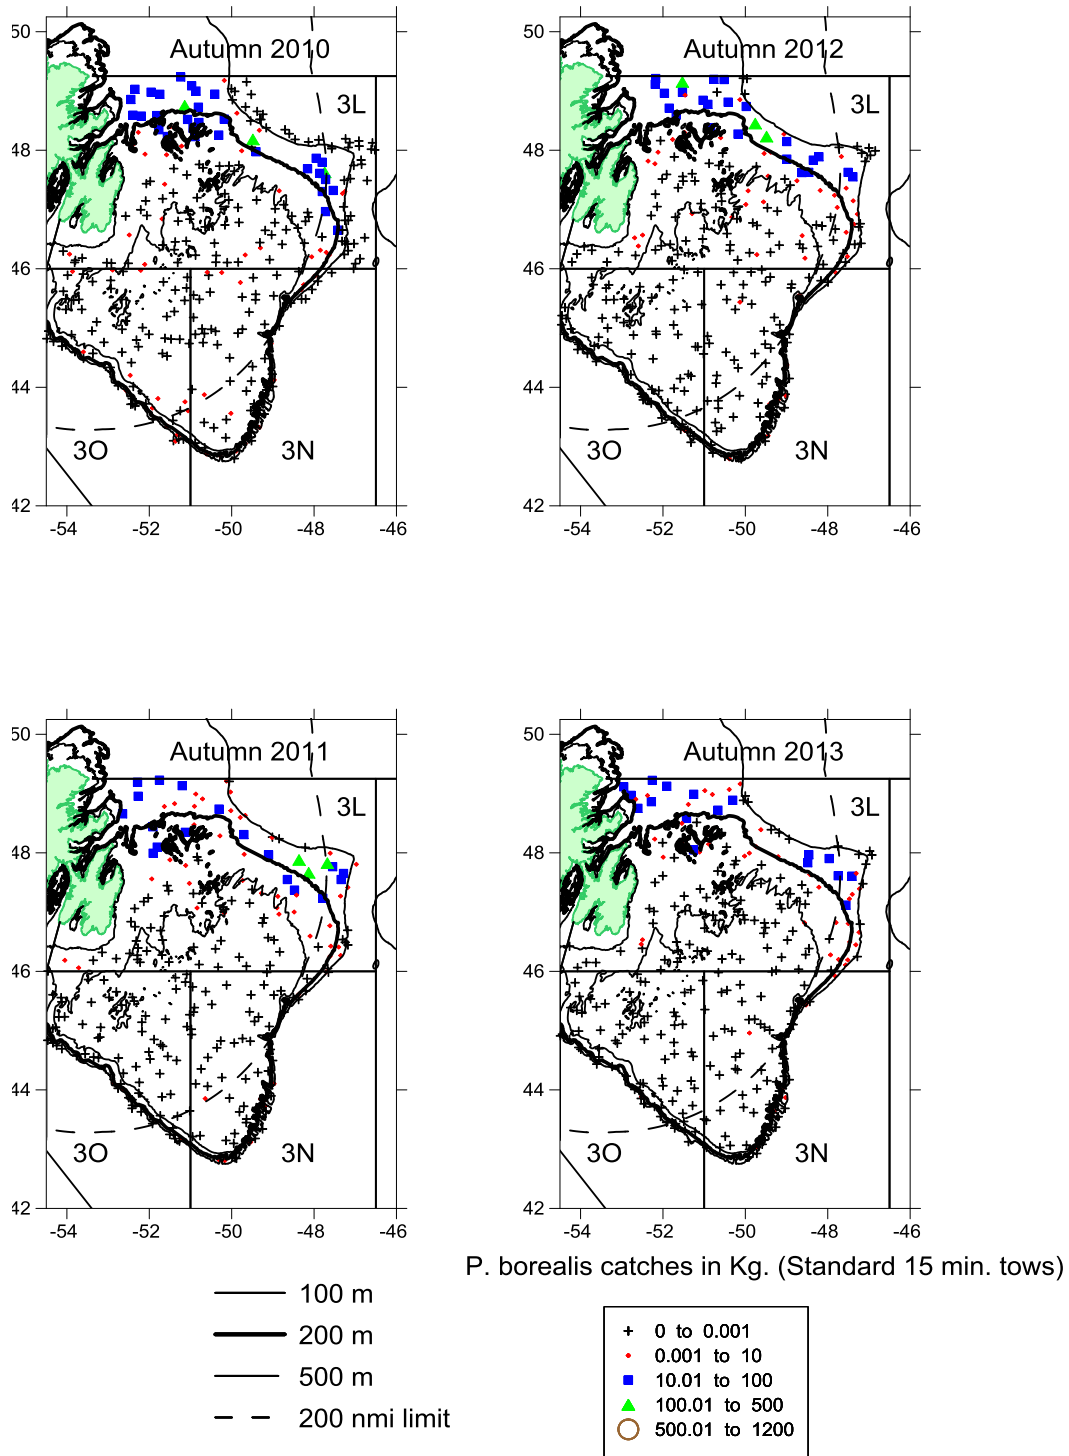 50
48
46
44
42
Autumn 2010
3L
3O
3N
-54 -52 -50 -48 -46
Autumn 2012
3L
50
48
46
44
42
3O
3N
-54 -52 -50 -48 -46
50
48
46
44
42
Autumn 2011
3L
3O
3N
-54 -52 -50 -48 -46
Autumn 2013
3L
50
48
46
44
42
3O
3N
-54 -52 -50 -48 -46
P. borealis catches in Kg. (Standard 15 min. tows)
100 m
200 m
500 m
200 nmi limit
0 to 0.001
0.001 to 10
10.01 to 100
100.01 to 500
500.01 to 1200